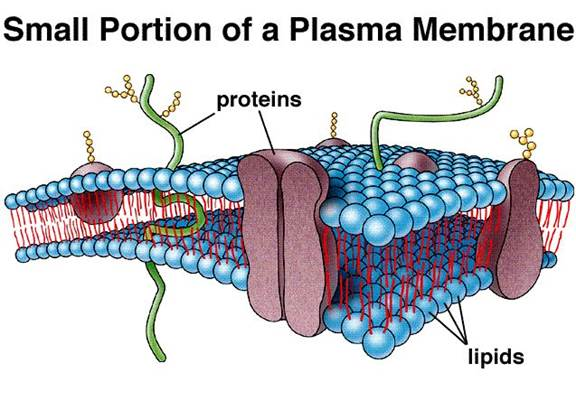 Small Portion of a Plasma Membrane
proteins
lipids